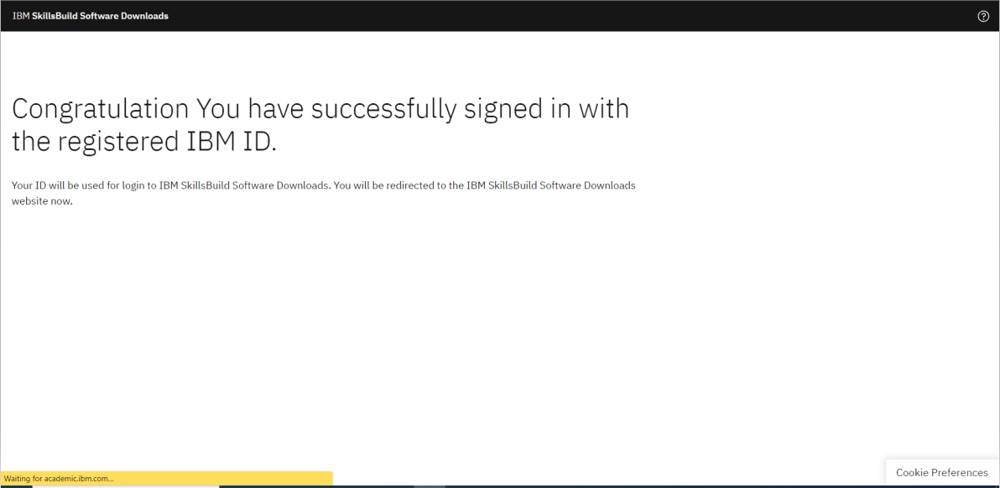 IBM SkillsBuild Software Downloads
Congratulation You have successfully signed in with
the registered IBM ID.
Your ID will be used for login to IBM SkillsBuild Software Downloads. You will be redirected to the IBM SkillsBuild Software Downloads
website now.
Cookie Preferences
Waiting for academic.ibm.com...